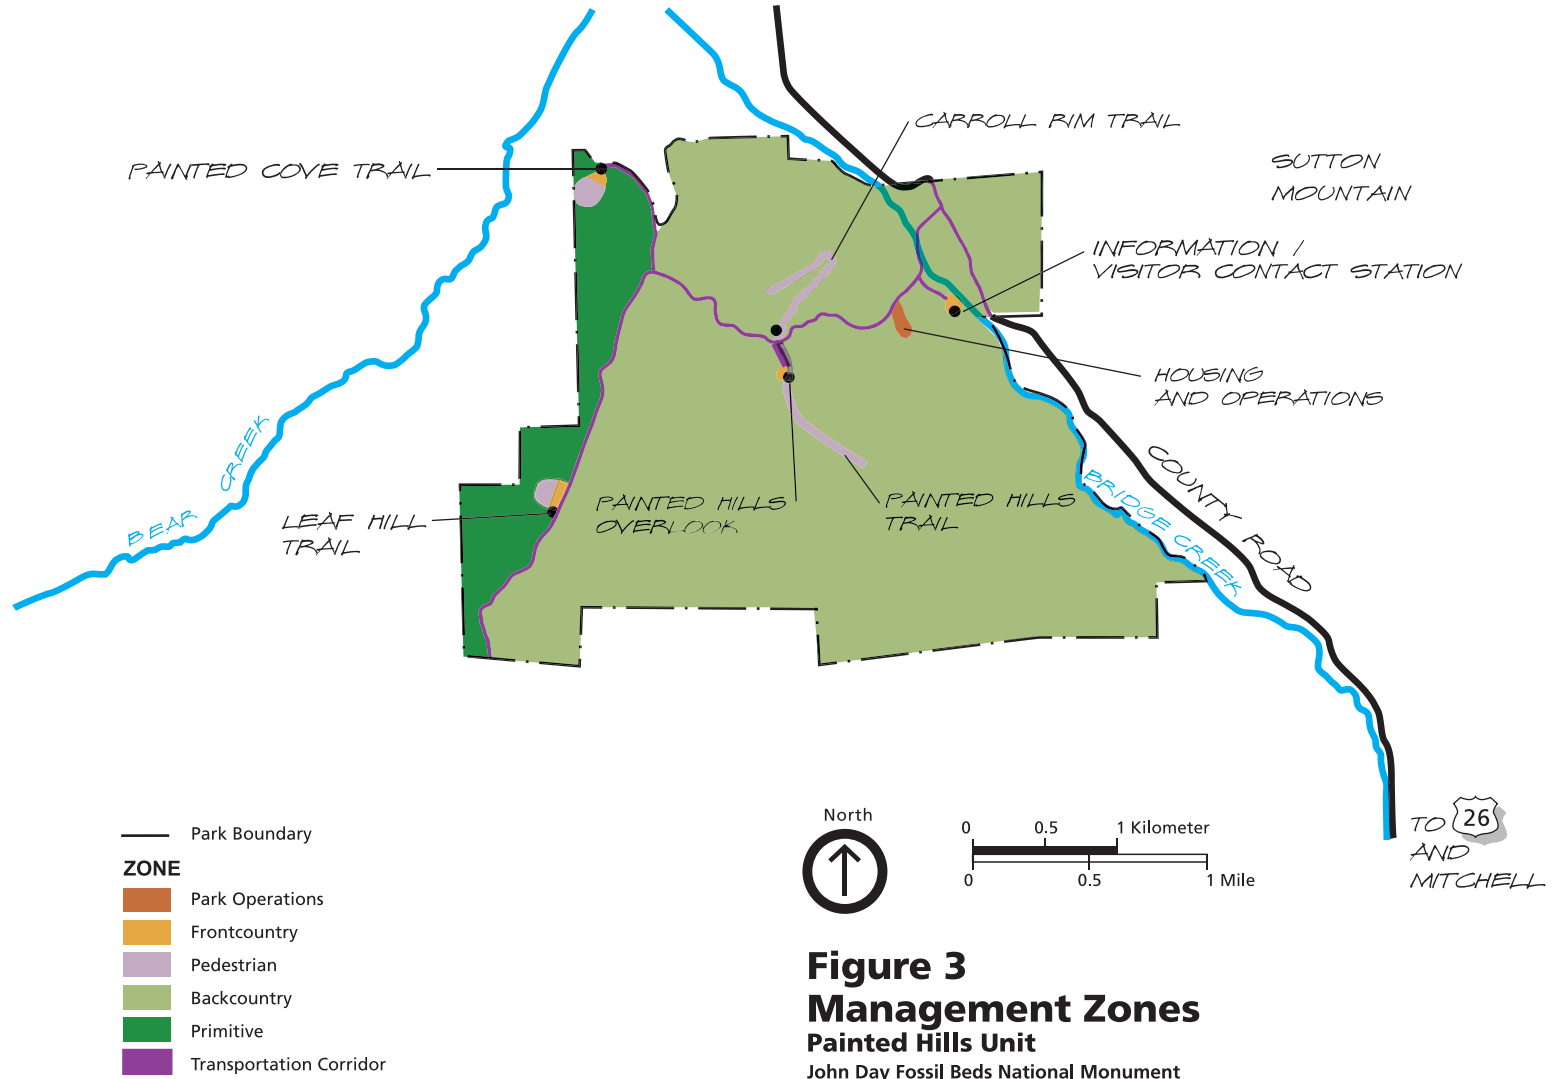 CARROLL RIM TRAIL
PAINTED COVE TRAIL
SUTTON
MOUNTAIN
INFORMATION /
VISITOR CONTACT STATION
HOUSING
AND OPERATIONS
BEAR CREEK
COUNTY ROAD
BRIDGE CREEK
PAINTED HILLS
OVERLOOK
PAINTED HILLS
TRAIL
LEAF HILL
TRAIL
TO 26
AND
MITCHELL
Park Boundary
ZONE
Park Operations
Frontcountry
Pedestrian
Backcountry
Primitive
Transportation Corridor
North
0 0.5 1 Kilometer
0 0.5 1 Mile
Figure 3
Management Zones
Painted Hills Unit
John Day Fossil Beds National Monument